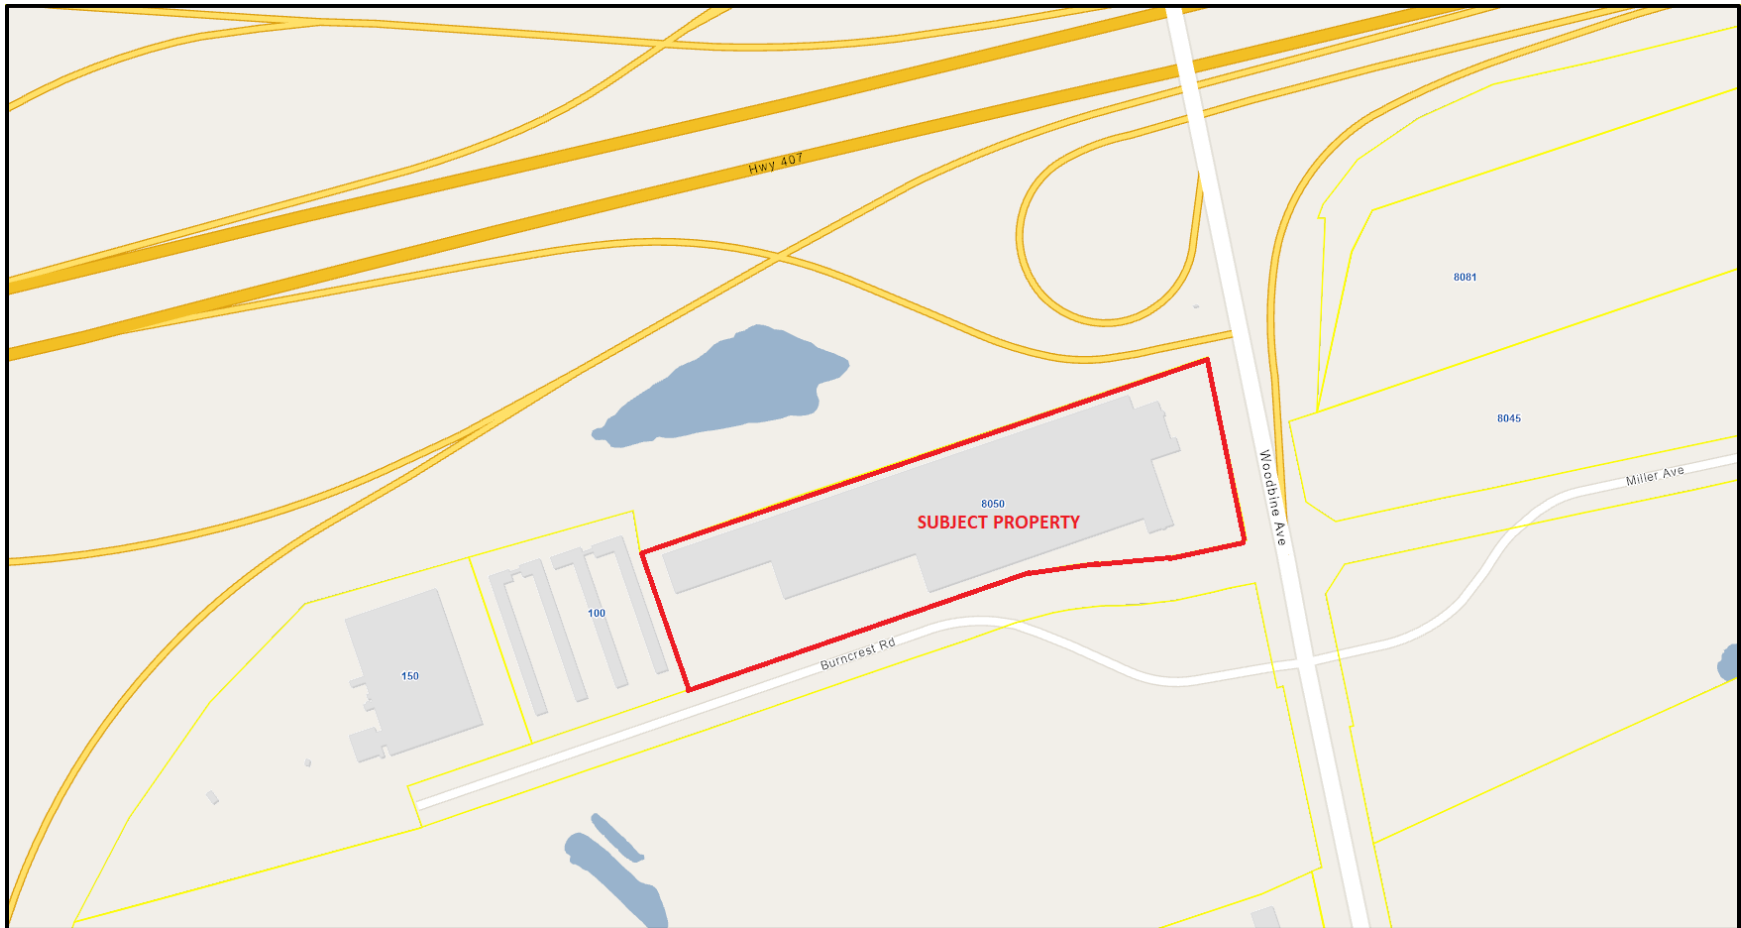 Hwy 407
8081
8045
Woodbine Ave
Miller Ave
8050
SUBJECT PROPERTY
100
Burncrest Rd
150